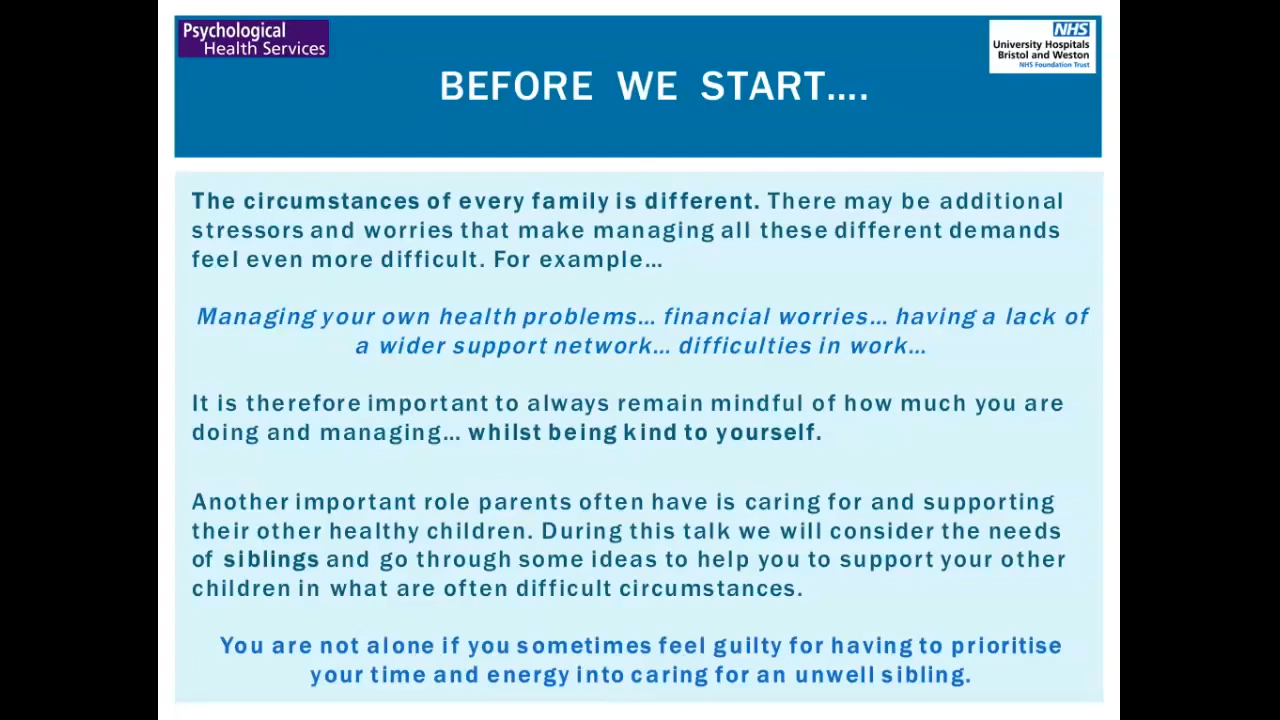 Psychological
Health Services
NHS
University Hospitals
Bristol and Weston
NHS Foundation Trust
BEFORE WE START....
The circumstances of every family is different. There may be additional
stressors and worries that make managing all these different demands
feel even more difficult. For example…
Managing your own health problems… financial worries… having a lack of
a wider support network… difficulties in work…
It is therefore important to always remain mindful of how much you are
doing and managing… whilst being kind to yourself.
Another important role parents often have is caring for and supporting
their other healthy children. During this talk we will consider the needs
of siblings and go through some ideas to help you to support your other
children in what are often difficult circumstances.
You are not alone if you sometimes feel guilty for having to prioritise
your time and energy into caring for an unwell sibling.